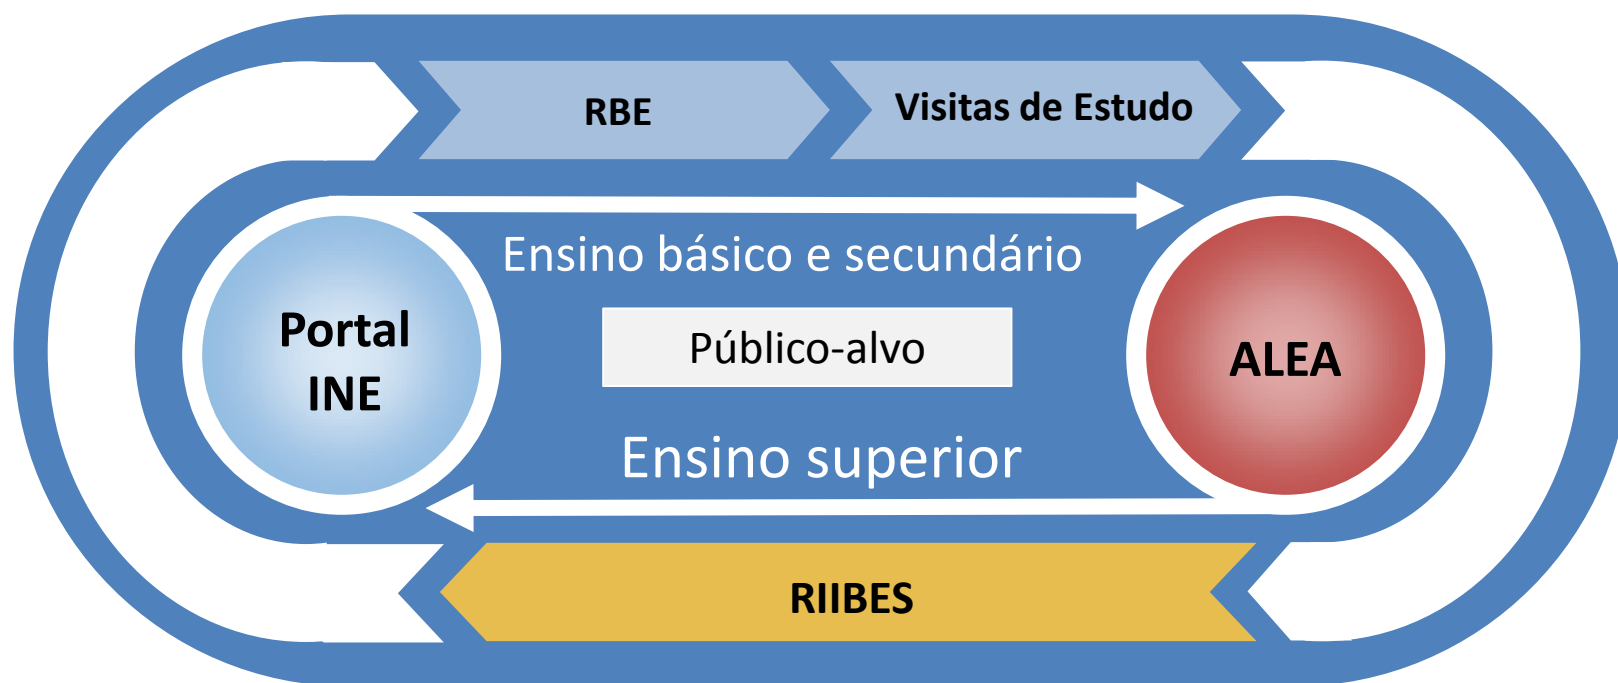 RBE
Visitas de Estudo
Ensino básico e secundário
Portal
INE
Público-alvo
ALEA
Ensino superior
RIIBES